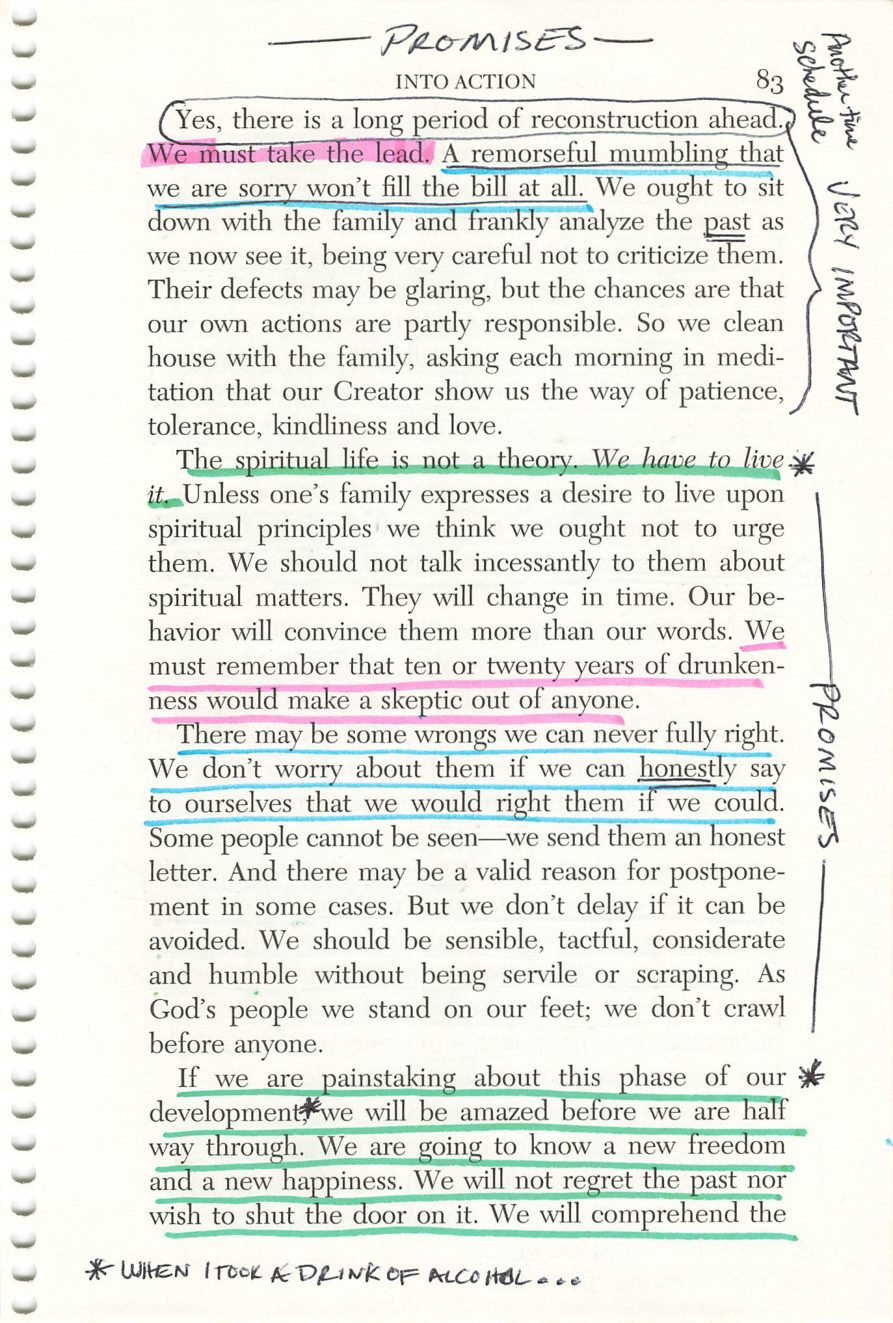 — PROMISES —
INTO ACTION 83
Yes, there is a long period of reconstruction ahead.
We must take the lead. A remorseful mumbling that
we are sorry won't fill the bill at all. We ought to sit
down with the family and frankly analyze the past as
we now see it, being very careful not to criticize them.
Their defects may be glaring, but the chances are that
our own actions are partly responsible. So we clean
house with the family, asking each morning in medi-
tation that our Creator show us the way of patience,
tolerance, kindliness and love.
Another time
schedule
VERY IMPORTANT
The spiritual life is not a theory. We have to live *
it. Unless one's family expresses a desire to live upon
spiritual principles we think we ought not to urge
them. We should not talk incessantly to them about
spiritual matters. They will change in time. Our be-
havior will convince them more than our words. We
must remember that ten or twenty years of drunken-
ness would make a skeptic out of anyone.
There may be some wrongs we can never fully right.
We don't worry about them if we can honestly say
to ourselves that we would right them if we could.
Some people cannot be seen—we send them an honest
letter. And there may be a valid reason for postpone-
ment in some cases. But we don't delay if it can be
avoided. We should be sensible, tactful, considerate
and humble without being servile or scraping. As
God's people we stand on our feet; we don't crawl
before anyone.
— PROMISES —
If we are painstaking about this phase of our *
development,* we will be amazed before we are half
way through. We are going to know a new freedom
and a new happiness. We will not regret the past nor
wish to shut the door on it. We will comprehend the
* WHEN I TOOK A DRINK OF ALCOHOL...